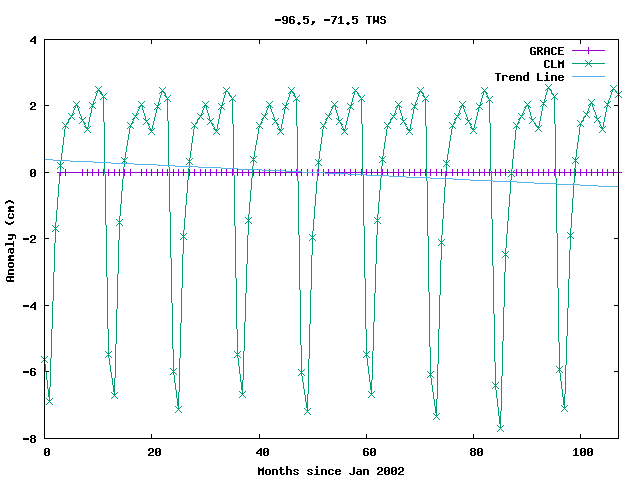 -96.5, -71.5 TWS
GRACE
CLM
Trend Line
4
2
0
-2
-4
-6
-8
Anomaly (cm)
0 20 40 60 80 100
Months since Jan 2002